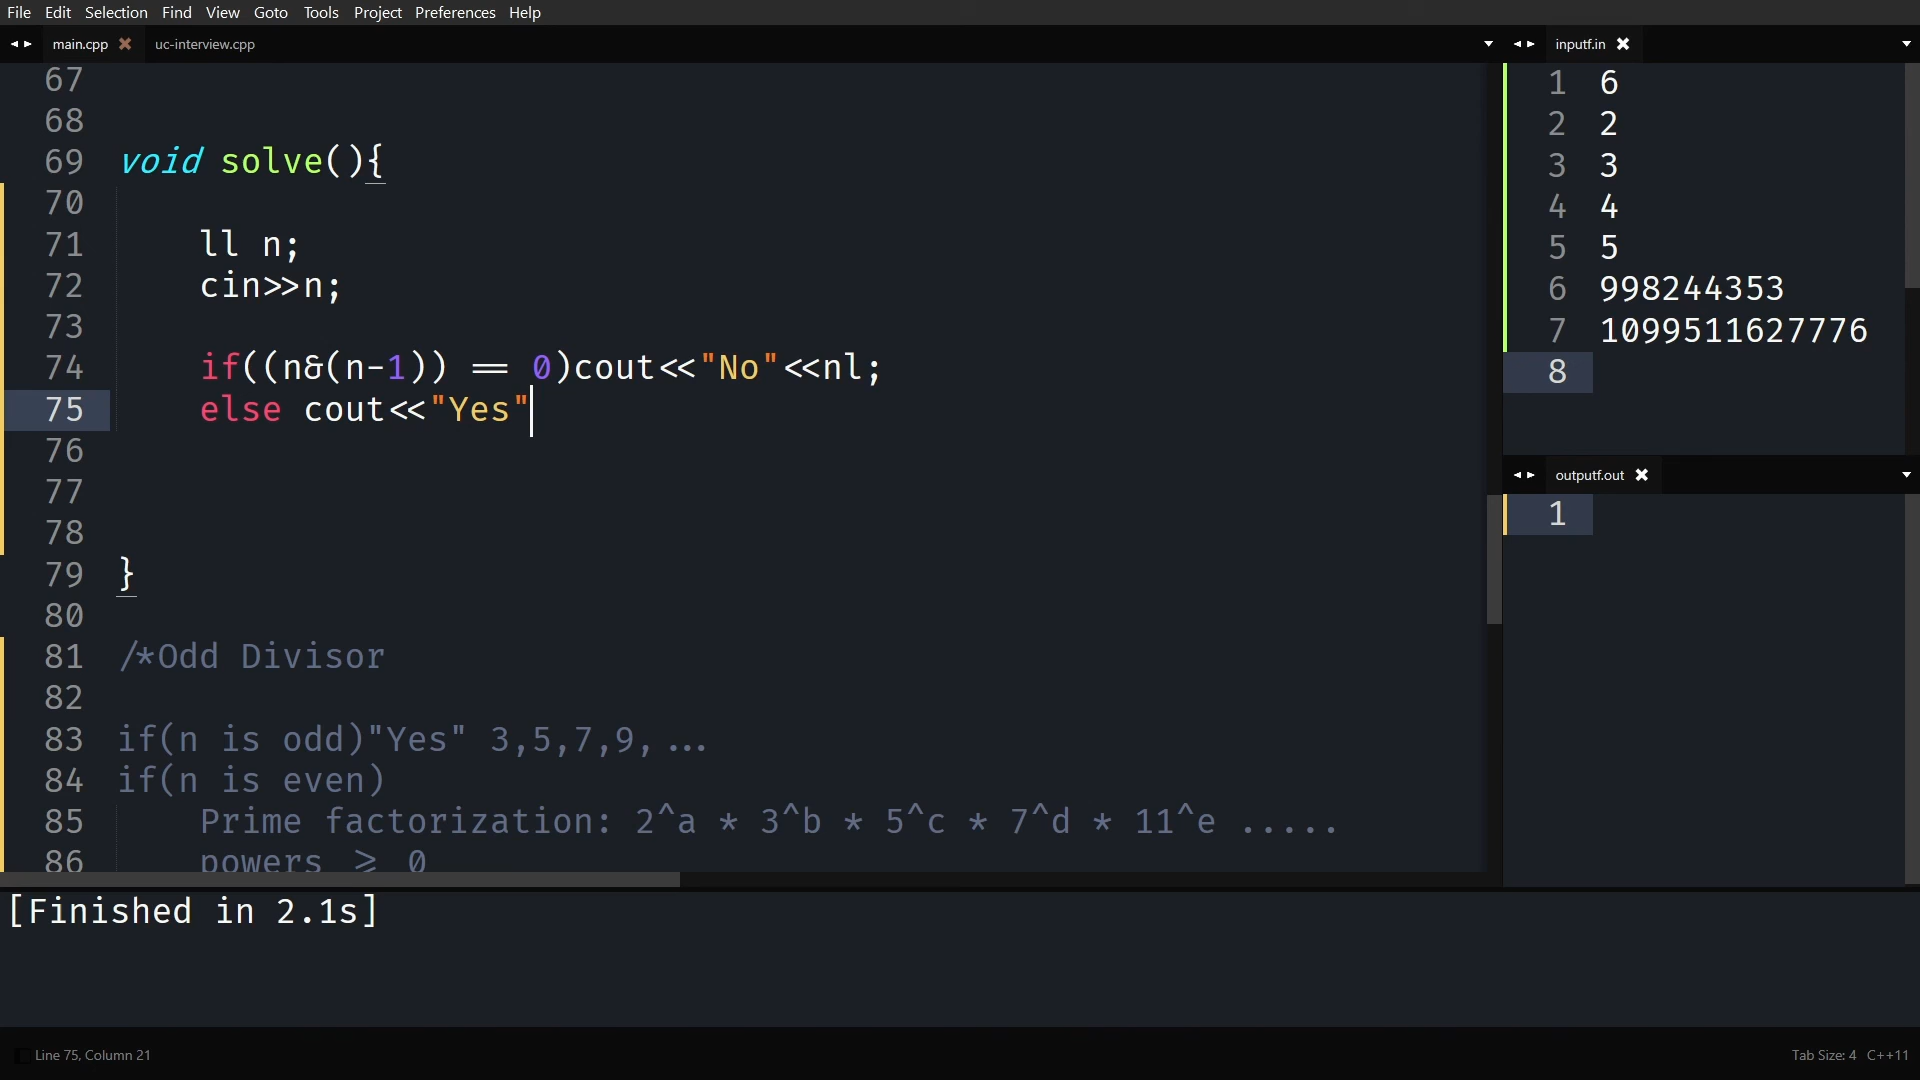 File Edit Selection Find View Goto Tools Project Preferences Help
main.cpp uc-interview.cpp
67
68
69 void solve(){
70
71 ll n;
72 cin>>n;
73
74 if((n&(n-1)) == 0)cout<<"No"<<nl;
75 else cout<<"Yes"
76
77
78
79 }
80
81 /*Odd Divisor
82
83 if(n is odd)"Yes" 3,5,7,9, ...
84 if(n is even)
85 Prime factorization: 2^a * 3^b * 5^c * 7^d * 11^e .....
86 powers >= 0
inputf.in
1 6
2 2
3 3
4 4
5 5
6 998244353
7 1099511627776
8
outputf.out
1
[Finished in 2.1s]
Line 75, Column 21
Tab Size: 4 C++11